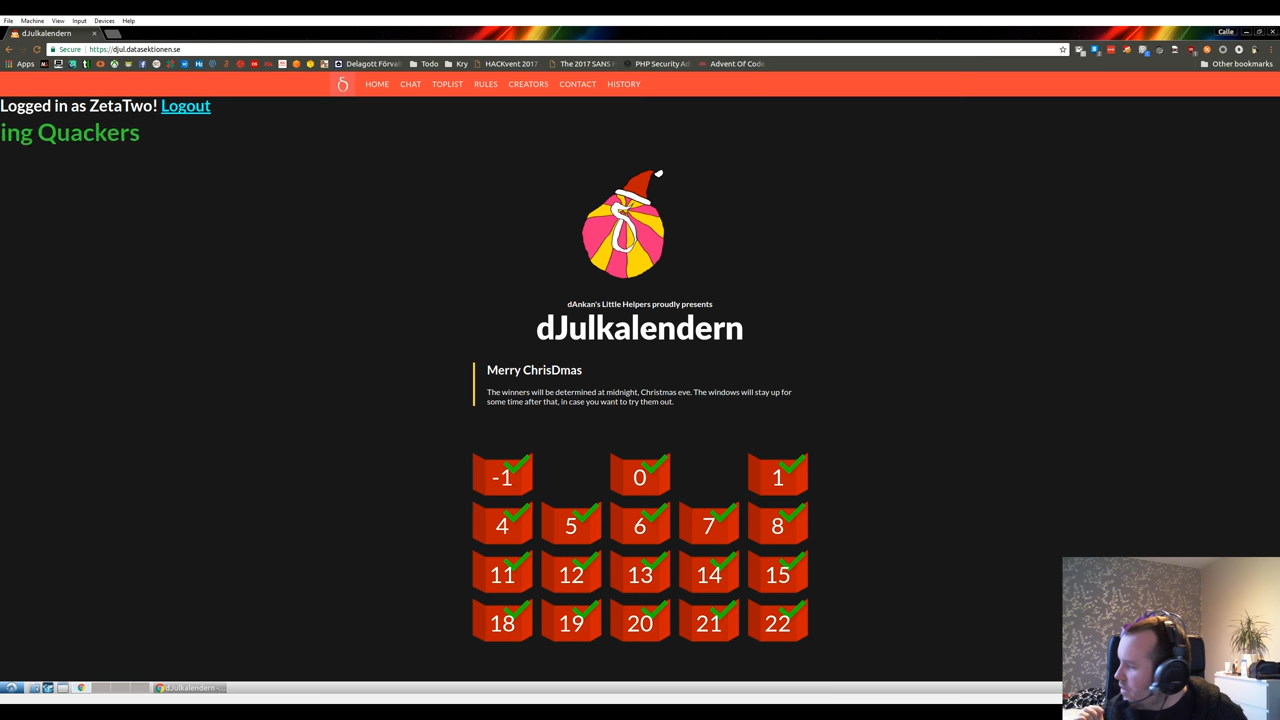 File Machine View Input Devices Help
dJulkalendern
Calle
Secure https://djul.datasektionen.se
Apps Delagott Förval Todo Kry HACKvent 2017 The 2017 SANS H PHP Security Ad Advent Of Code Other bookmarks
HOME CHAT TOPLIST RULES CREATORS CONTACT HISTORY
Logged in as ZetaTwo! Logout
ing Quackers
dAnkan's Little Helpers proudly presents
dJulkalendern
Merry ChrisDmas
The winners will be determined at midnight, Christmas eve. The windows will stay up for
some time after that, in case you want to try them out.
-1 0 1
4 5 6 7 8
11 12 13 14 15
18 19 20 21 22
dJulkalendern -...